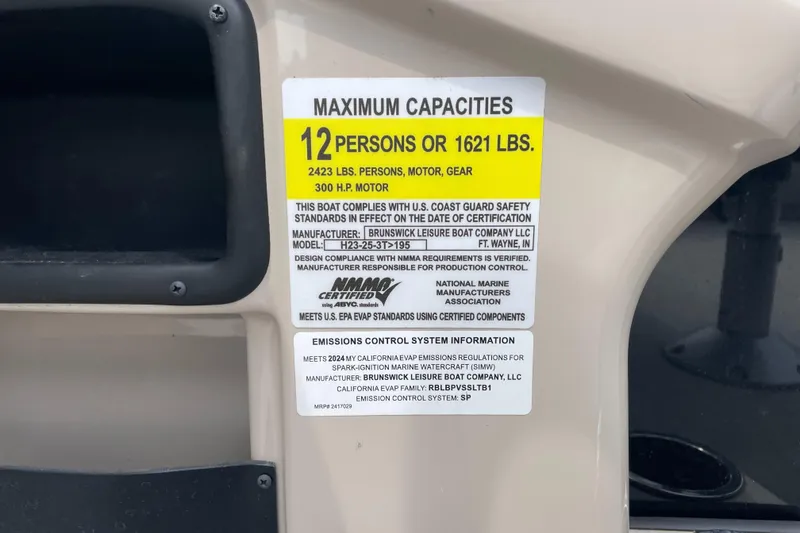 MAXIMUM CAPACITIES
12 PERSONS OR 1621 LBS.
2423 LBS. PERSONS, MOTOR, GEAR
300 H.P. MOTOR
THIS BOAT COMPLIES WITH U.S. COAST GUARD SAFETY
STANDARDS IN EFFECT ON THE DATE OF CERTIFICATION
MANUFACTURER: BRUNSWICK LEISURE BOAT COMPANY LLC
MODEL: H23-25-3T>195 FT. WAYNE, IN
DESIGN COMPLIANCE WITH NMMA REQUIREMENTS IS VERIFIED.
MANUFACTURER RESPONSIBLE FOR PRODUCTION CONTROL.
NMMA
CERTIFIED
using ABYC. standards
NATIONAL MARINE
MANUFACTURERS
ASSOCIATION
MEETS U.S. EPA EVAP STANDARDS USING CERTIFIED COMPONENTS
EMISSIONS CONTROL SYSTEM INFORMATION
MEETS 2024 MY CALIFORNIA EVAP EMISSIONS REGULATIONS FOR
SPARK-IGNITION MARINE WATERCRAFT (SIMW)
MANUFACTURER: BRUNSWICK LEISURE BOAT COMPANY, LLC
CALIFORNIA EVAP FAMILY: RBLBPVSSLTB1
EMISSION CONTROL SYSTEM: SP
MRP# 2417029